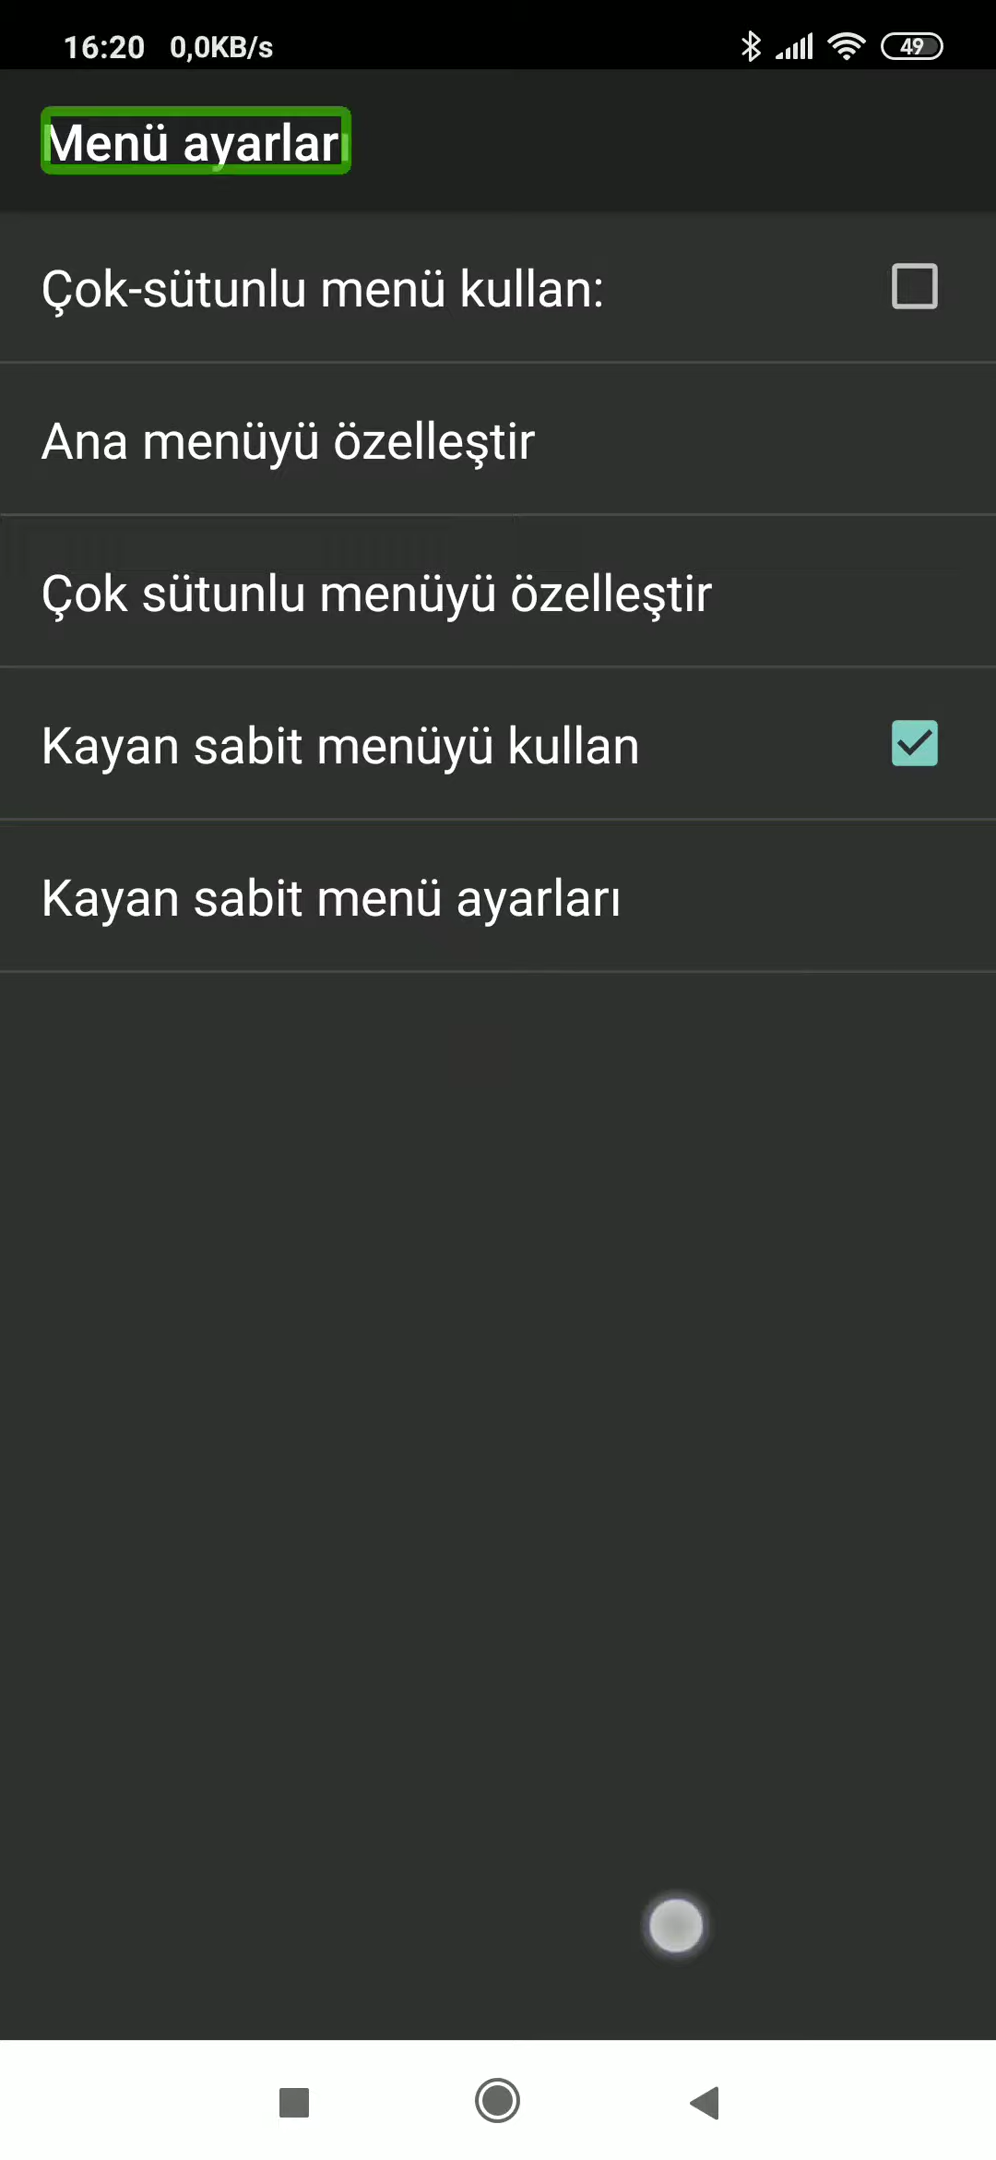 16:20 0,0KB/s 49
Menü ayarları
Çok-sütunlu menü kullan:
Ana menüyü özelleştir
Çok sütunlu menüyü özelleştir
Kayan sabit menüyü kullan
Kayan sabit menü ayarları